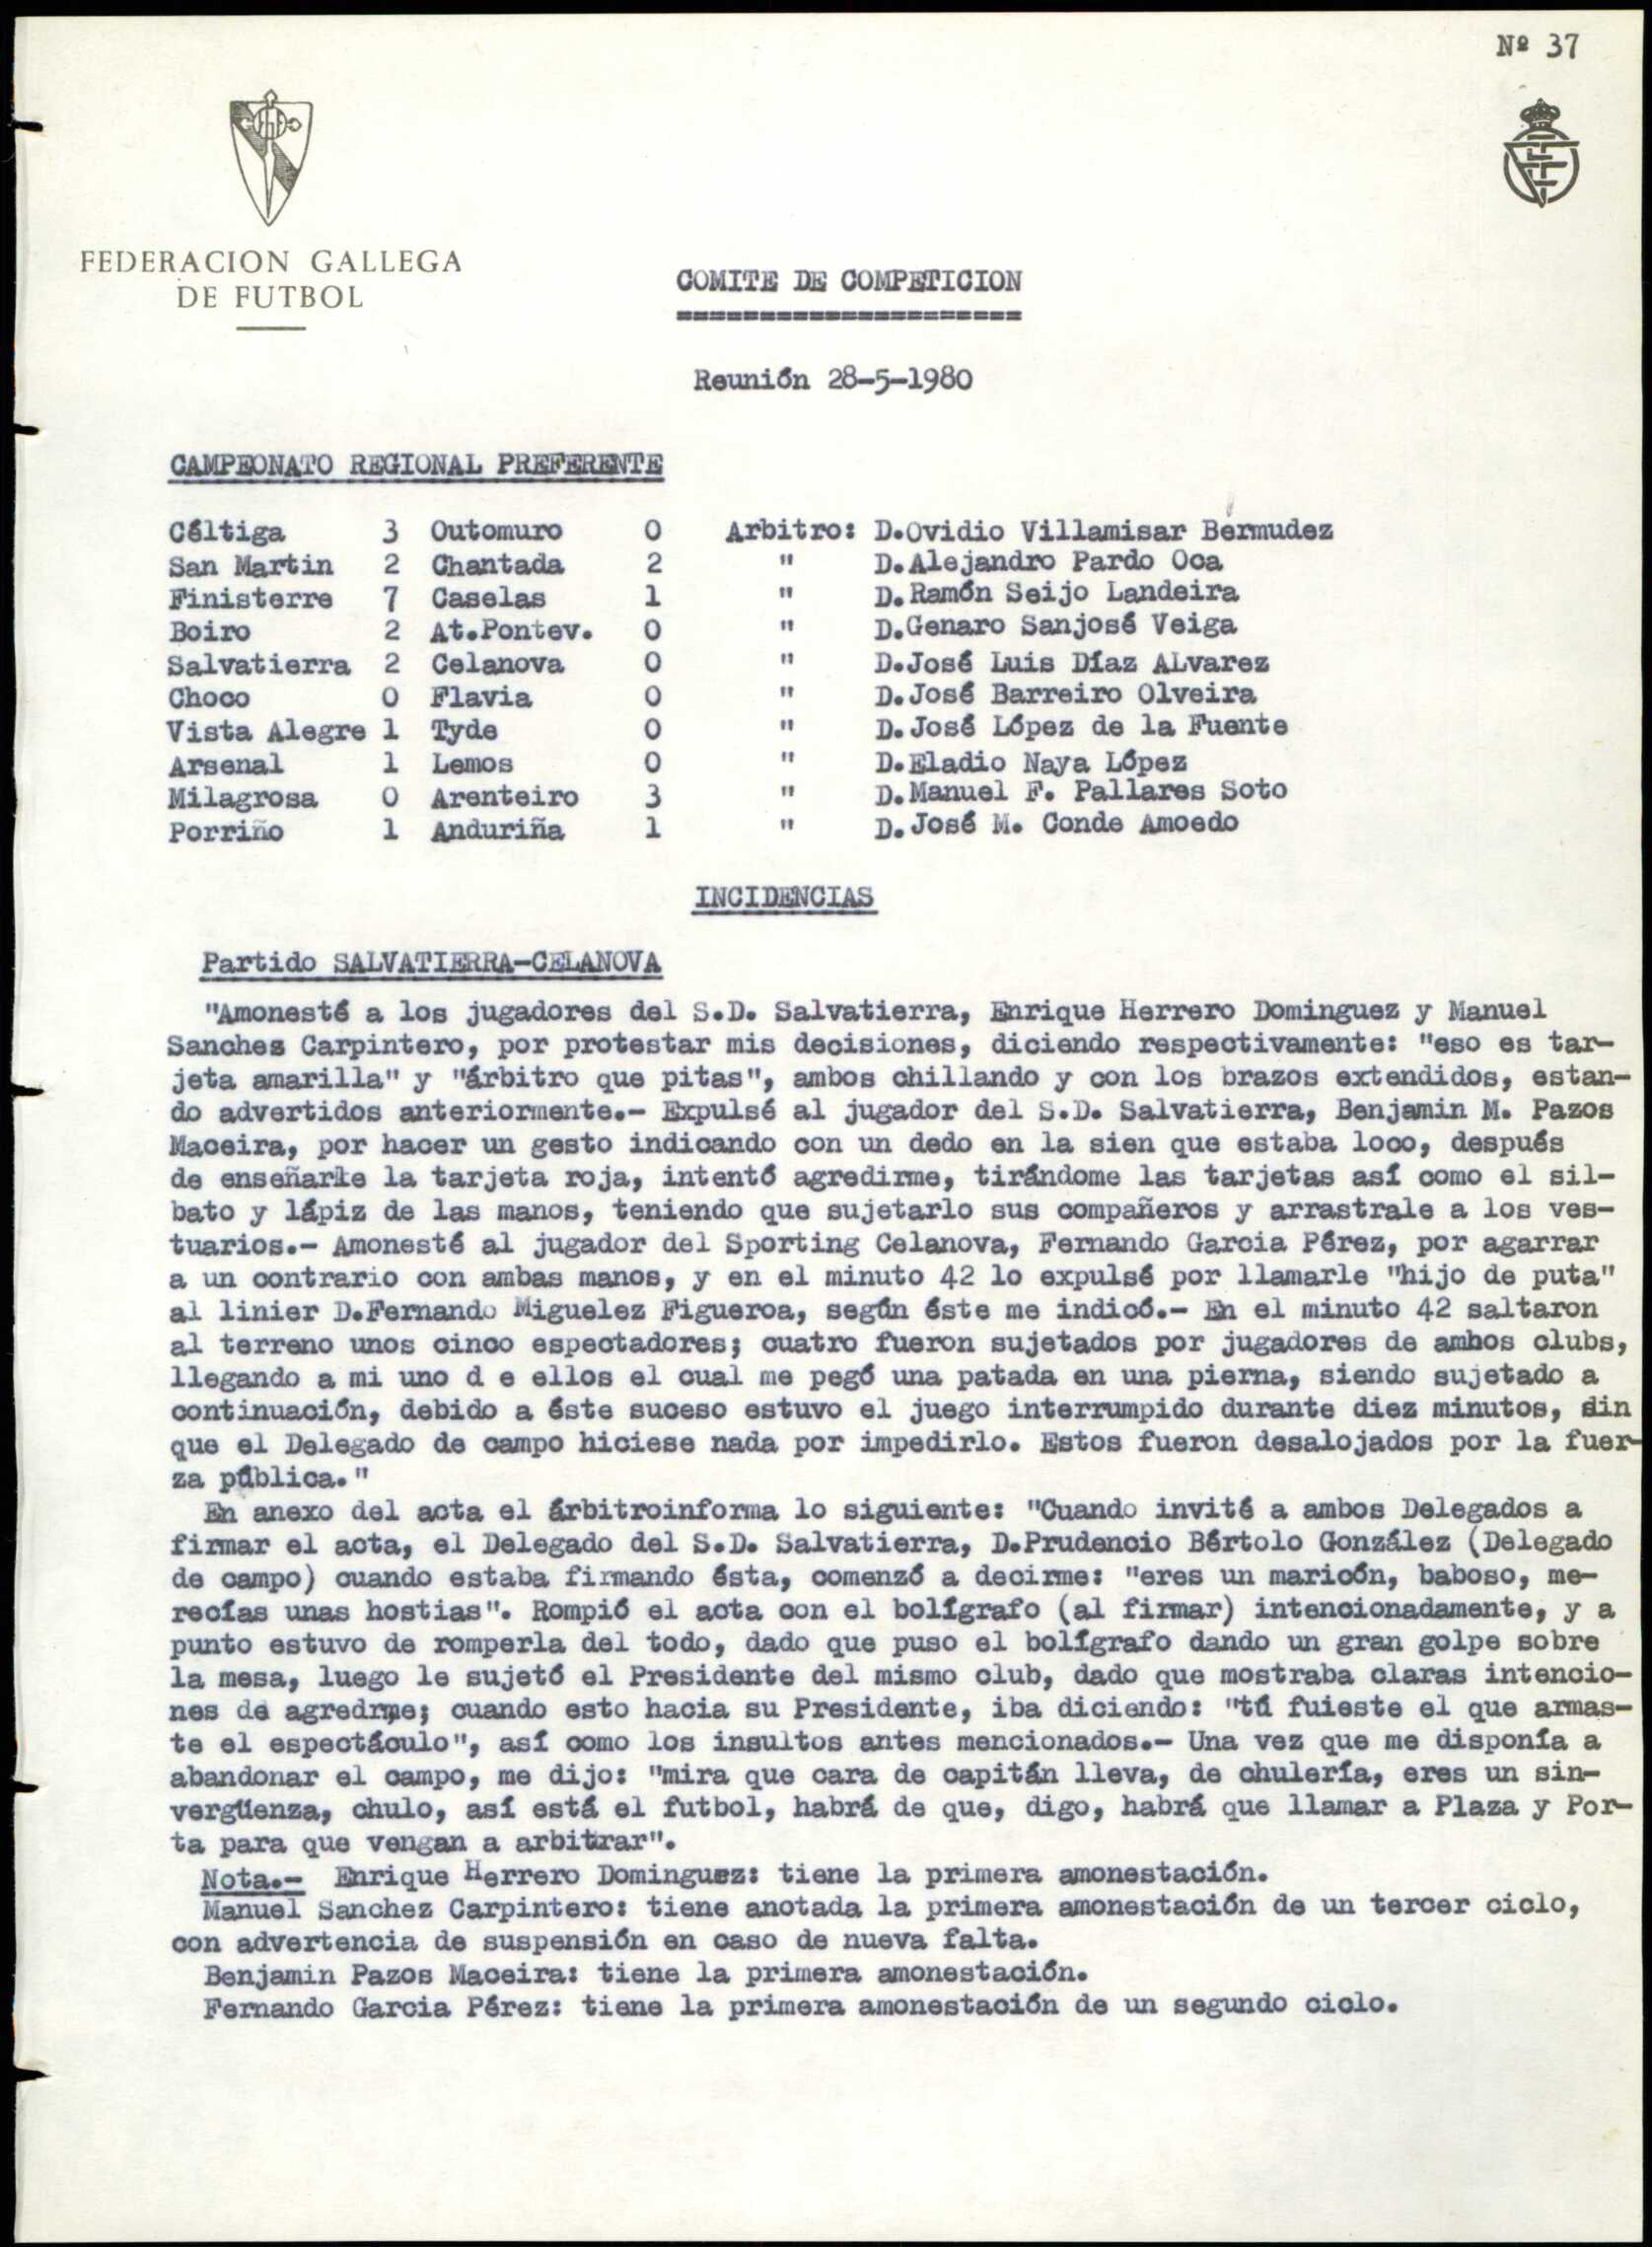 Nº 37
FEDERACION GALLEGA
DE FUTBOL
COMITE DE COMPETICION
=====================
Reunión 28-5-1980
CAMPEONATO REGIONAL PREFERENTE
Céltiga 3 Outomuro 0 Arbitro: D.Ovidio Villamisar Bermudez
San Martin 2 Chantada 2 " D.Alejandro Pardo Oca
Finisterre 7 Caselas 1 " D.Ramón Seijo Landeira
Boiro 2 At.Pontev. 0 " D.Genaro Sanjosé Veiga
Salvatierra 2 Celanova 0 " D.José Luis Díaz ALvarez
Choco 0 Flavia 0 " D.José Barreiro Olveira
Vista Alegre 1 Tyde 0 " D.José López de la Fuente
Arsenal 1 Lemos 0 " D.Eladio Naya López
Milagrosa 0 Arenteiro 3 " D.Manuel F. Pallares Soto
Porriño 1 Anduriña 1 " D.José M. Conde Amoedo
INCIDENCIAS
Partido SALVATIERRA-CELANOVA
"Amonesté a los jugadores del S.D. Salvatierra, Enrique Herrero Dominguez y Manuel
Sanches Carpintero, por protestar mis decisiones, diciendo respectivamente: "eso es tar-
jeta amarilla" y "árbitro que pitas", ambos chillando y con los brazos extendidos, estan-
do advertidos anteriormente.- Expulsé al jugador del S.D. Salvatierra, Benjamin M. Pazos
Maceira, por hacer un gesto indicando con un dedo en la sien que estaba loco, después
de enseñarle la tarjeta roja, intentó agredirme, tirándome las tarjetas así como el sil-
bato y lápiz de las manos, teniendo que sujetarlo sus compañeros y arrastrale a los ves-
tuarios.- Amonesté al jugador del Sporting Celanova, Fernando Garcia Pérez, por agarrar
a un contrario con ambas manos, y en el minuto 42 lo expulsé por llamarle "hijo de puta"
al linier D.Fernando Miguelez Figueroa, según éste me indicó.- En el minuto 42 saltaron
al terreno unos cinco espectadores; cuatro fueron sujetados por jugadores de ambos clubs,
llegando a mi uno d e ellos el cual me pegó una patada en una pierna, siendo sujetado a
continuación, debido a éste suceso estuvo el juego interrumpido durante diez minutos, sin
que el Delegado de campo hiciese nada por impedirlo. Estos fueron desalojados por la fuer-
za pública."
En anexo del acta el árbitroinforma lo siguiente: "Cuando invité a ambos Delegados a
firmar el acta, el Delegado del S.D. Salvatierra, D.Prudencio Bértolo González (Delegado
de campo) cuando estaba firmando ésta, comenzó a decirme: "eres un maricón, baboso, me-
recías unas hostias". Rompió el acta con el bolígrafo (al firmar) intencionadamente, y a
punto estuvo de romperla del todo, dado que puso el bolígrafo dando un gran golpe sobre
la mesa, luego le sujetó el Presidente del mismo club, dado que mostraba claras intencio-
nes de agredrme; cuando esto hacia su Presidente, iba diciendo: "tú fuieste el que armas-
te el espectáculo", así como los insultos antes mencionados.- Una vez que me disponía a
abandonar el campo, me dijo: "mira que cara de capitán lleva, de chulería, eres un sin-
vergüenza, chulo, así está el futbol, habrá de que, digo, habrá que llamar a Plaza y Por-
ta para que vengan a arbitrar".
Nota.- Enrique Herrero Dominguez: tiene la primera amonestación.
Manuel Sanchez Carpintero: tiene anotada la primera amonestación de un tercer ciclo,
con advertencia de suspensión en caso de nueva falta.
Benjamin Pazos Maceira: tiene la primera amonestación.
Fernando Garcia Pérez: tiene la primera amonestación de un segundo ciclo.